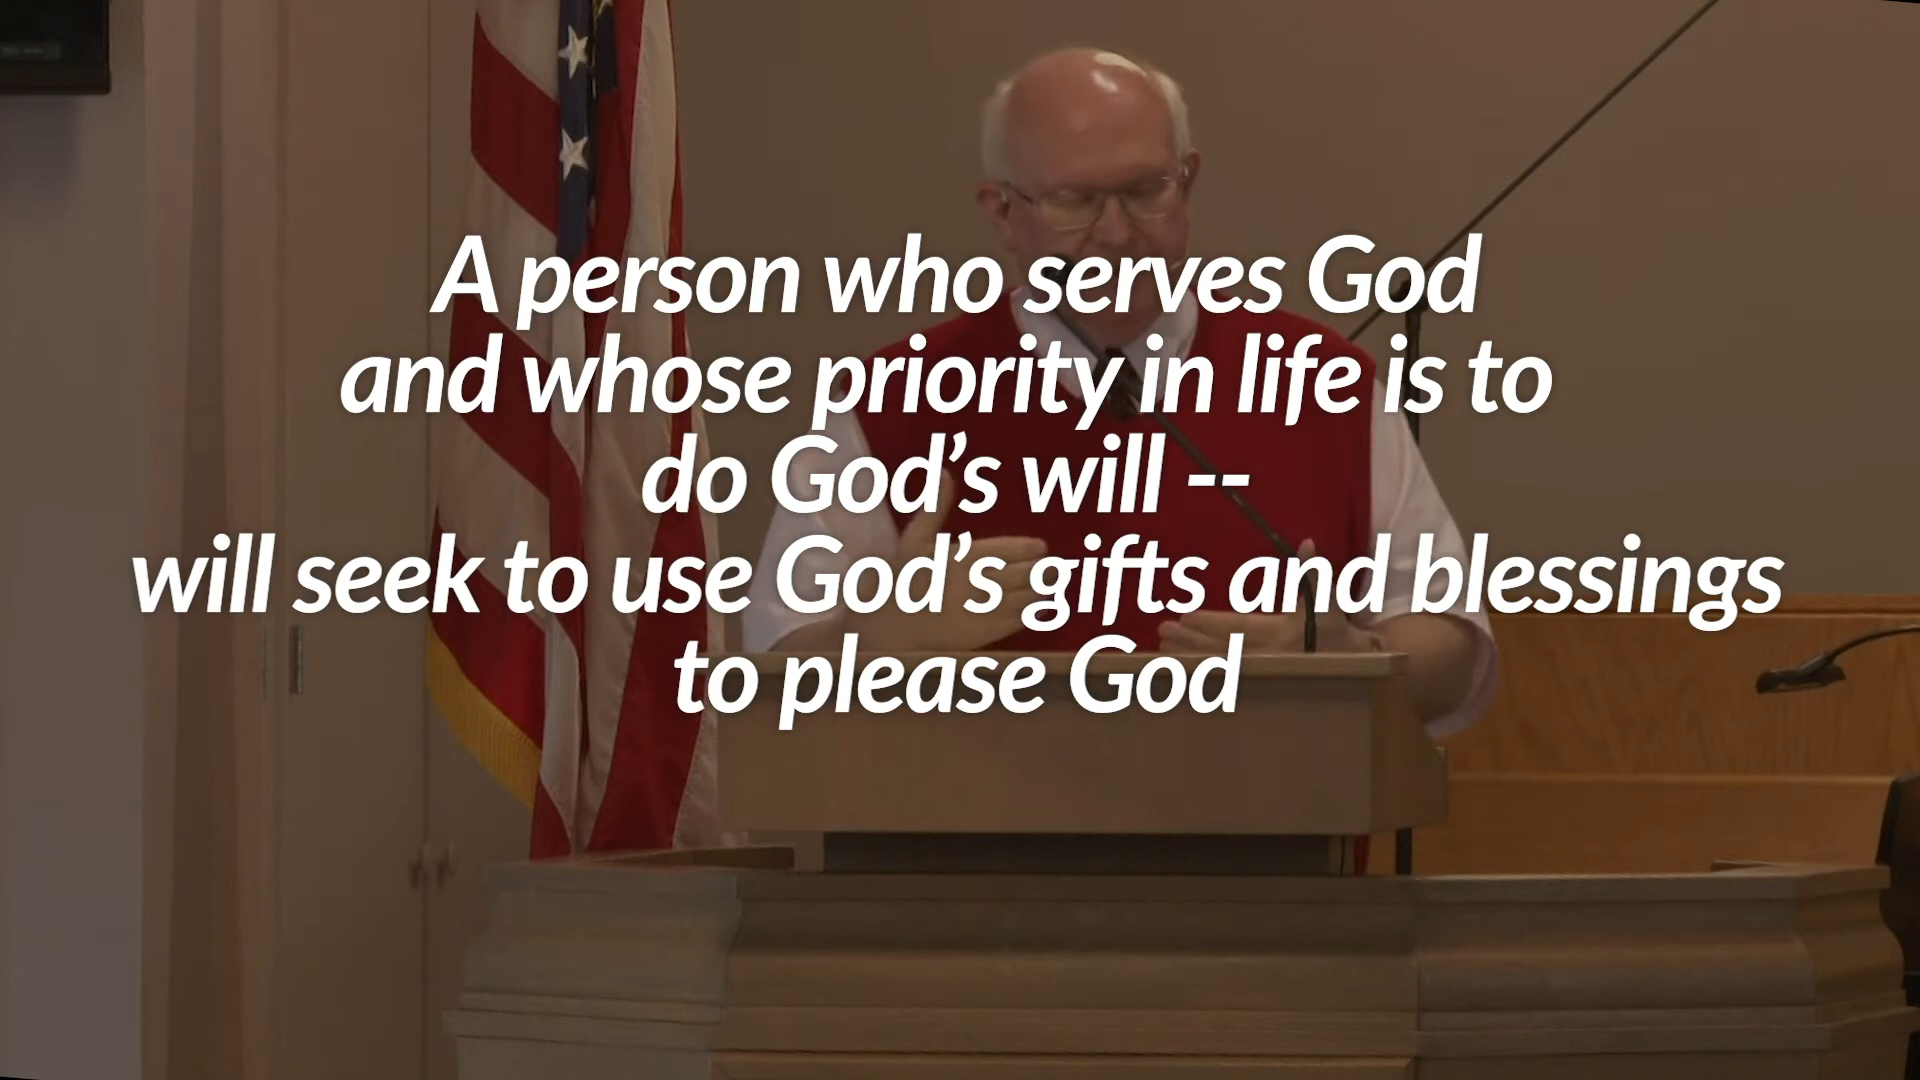 A person who serves God
and whose priority in life is to
do God’s will --
will seek to use God’s gifts and blessings
to please God